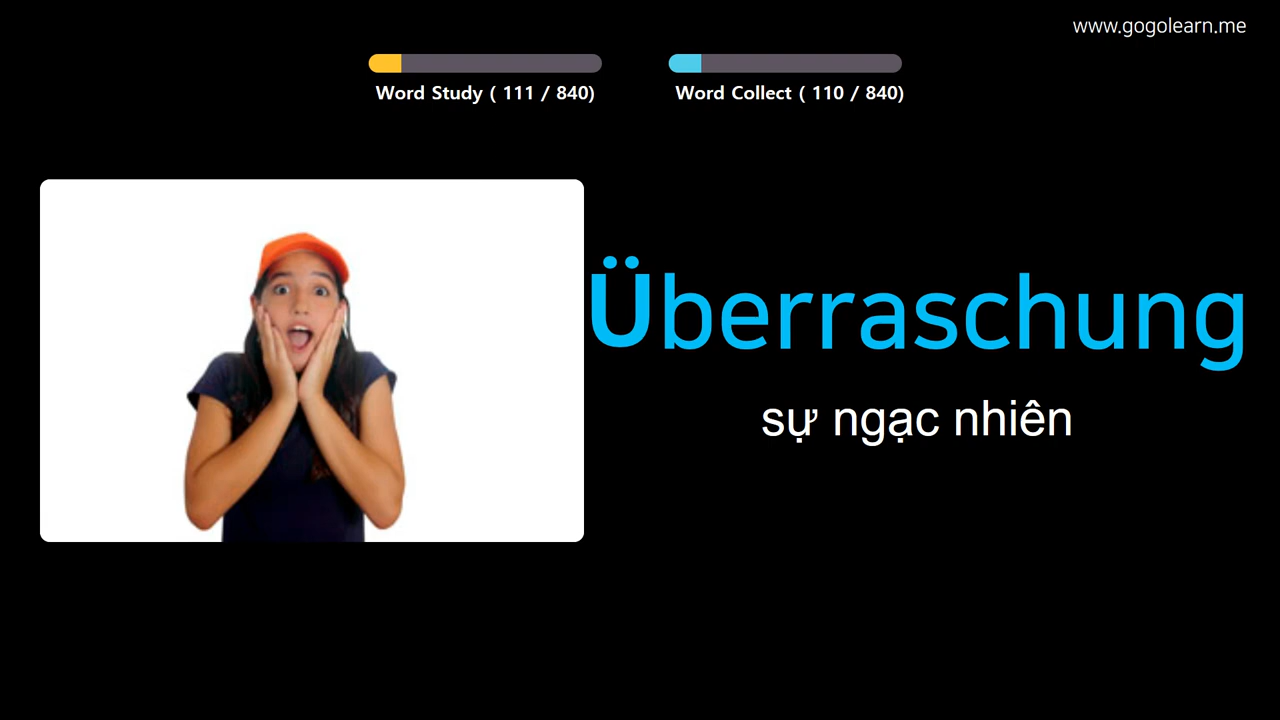 www.gogolearn.me
Word Study ( 111 / 840)
Word Collect ( 110 / 840)
Überraschung
sự ngạc nhiên